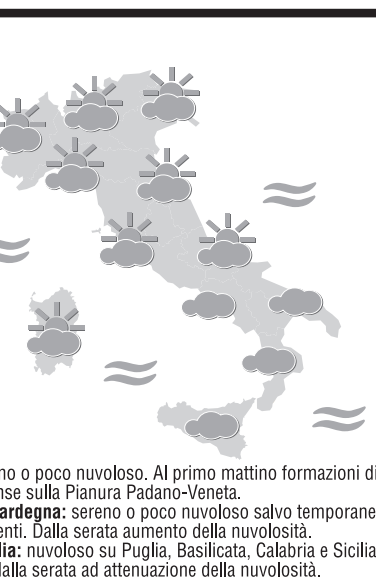 no o poco nuvoloso. Al primo mattino formazioni di
nse sulla Pianura Padano-Veneta.
ardegna: sereno o poco nuvoloso salvo temporane
enti. Dalla serata aumento della nuvolosità.
lia: nuvoloso su Puglia, Basilicata, Calabria e Sicilia
dalla serata ad attenuazione della nuvolosità.